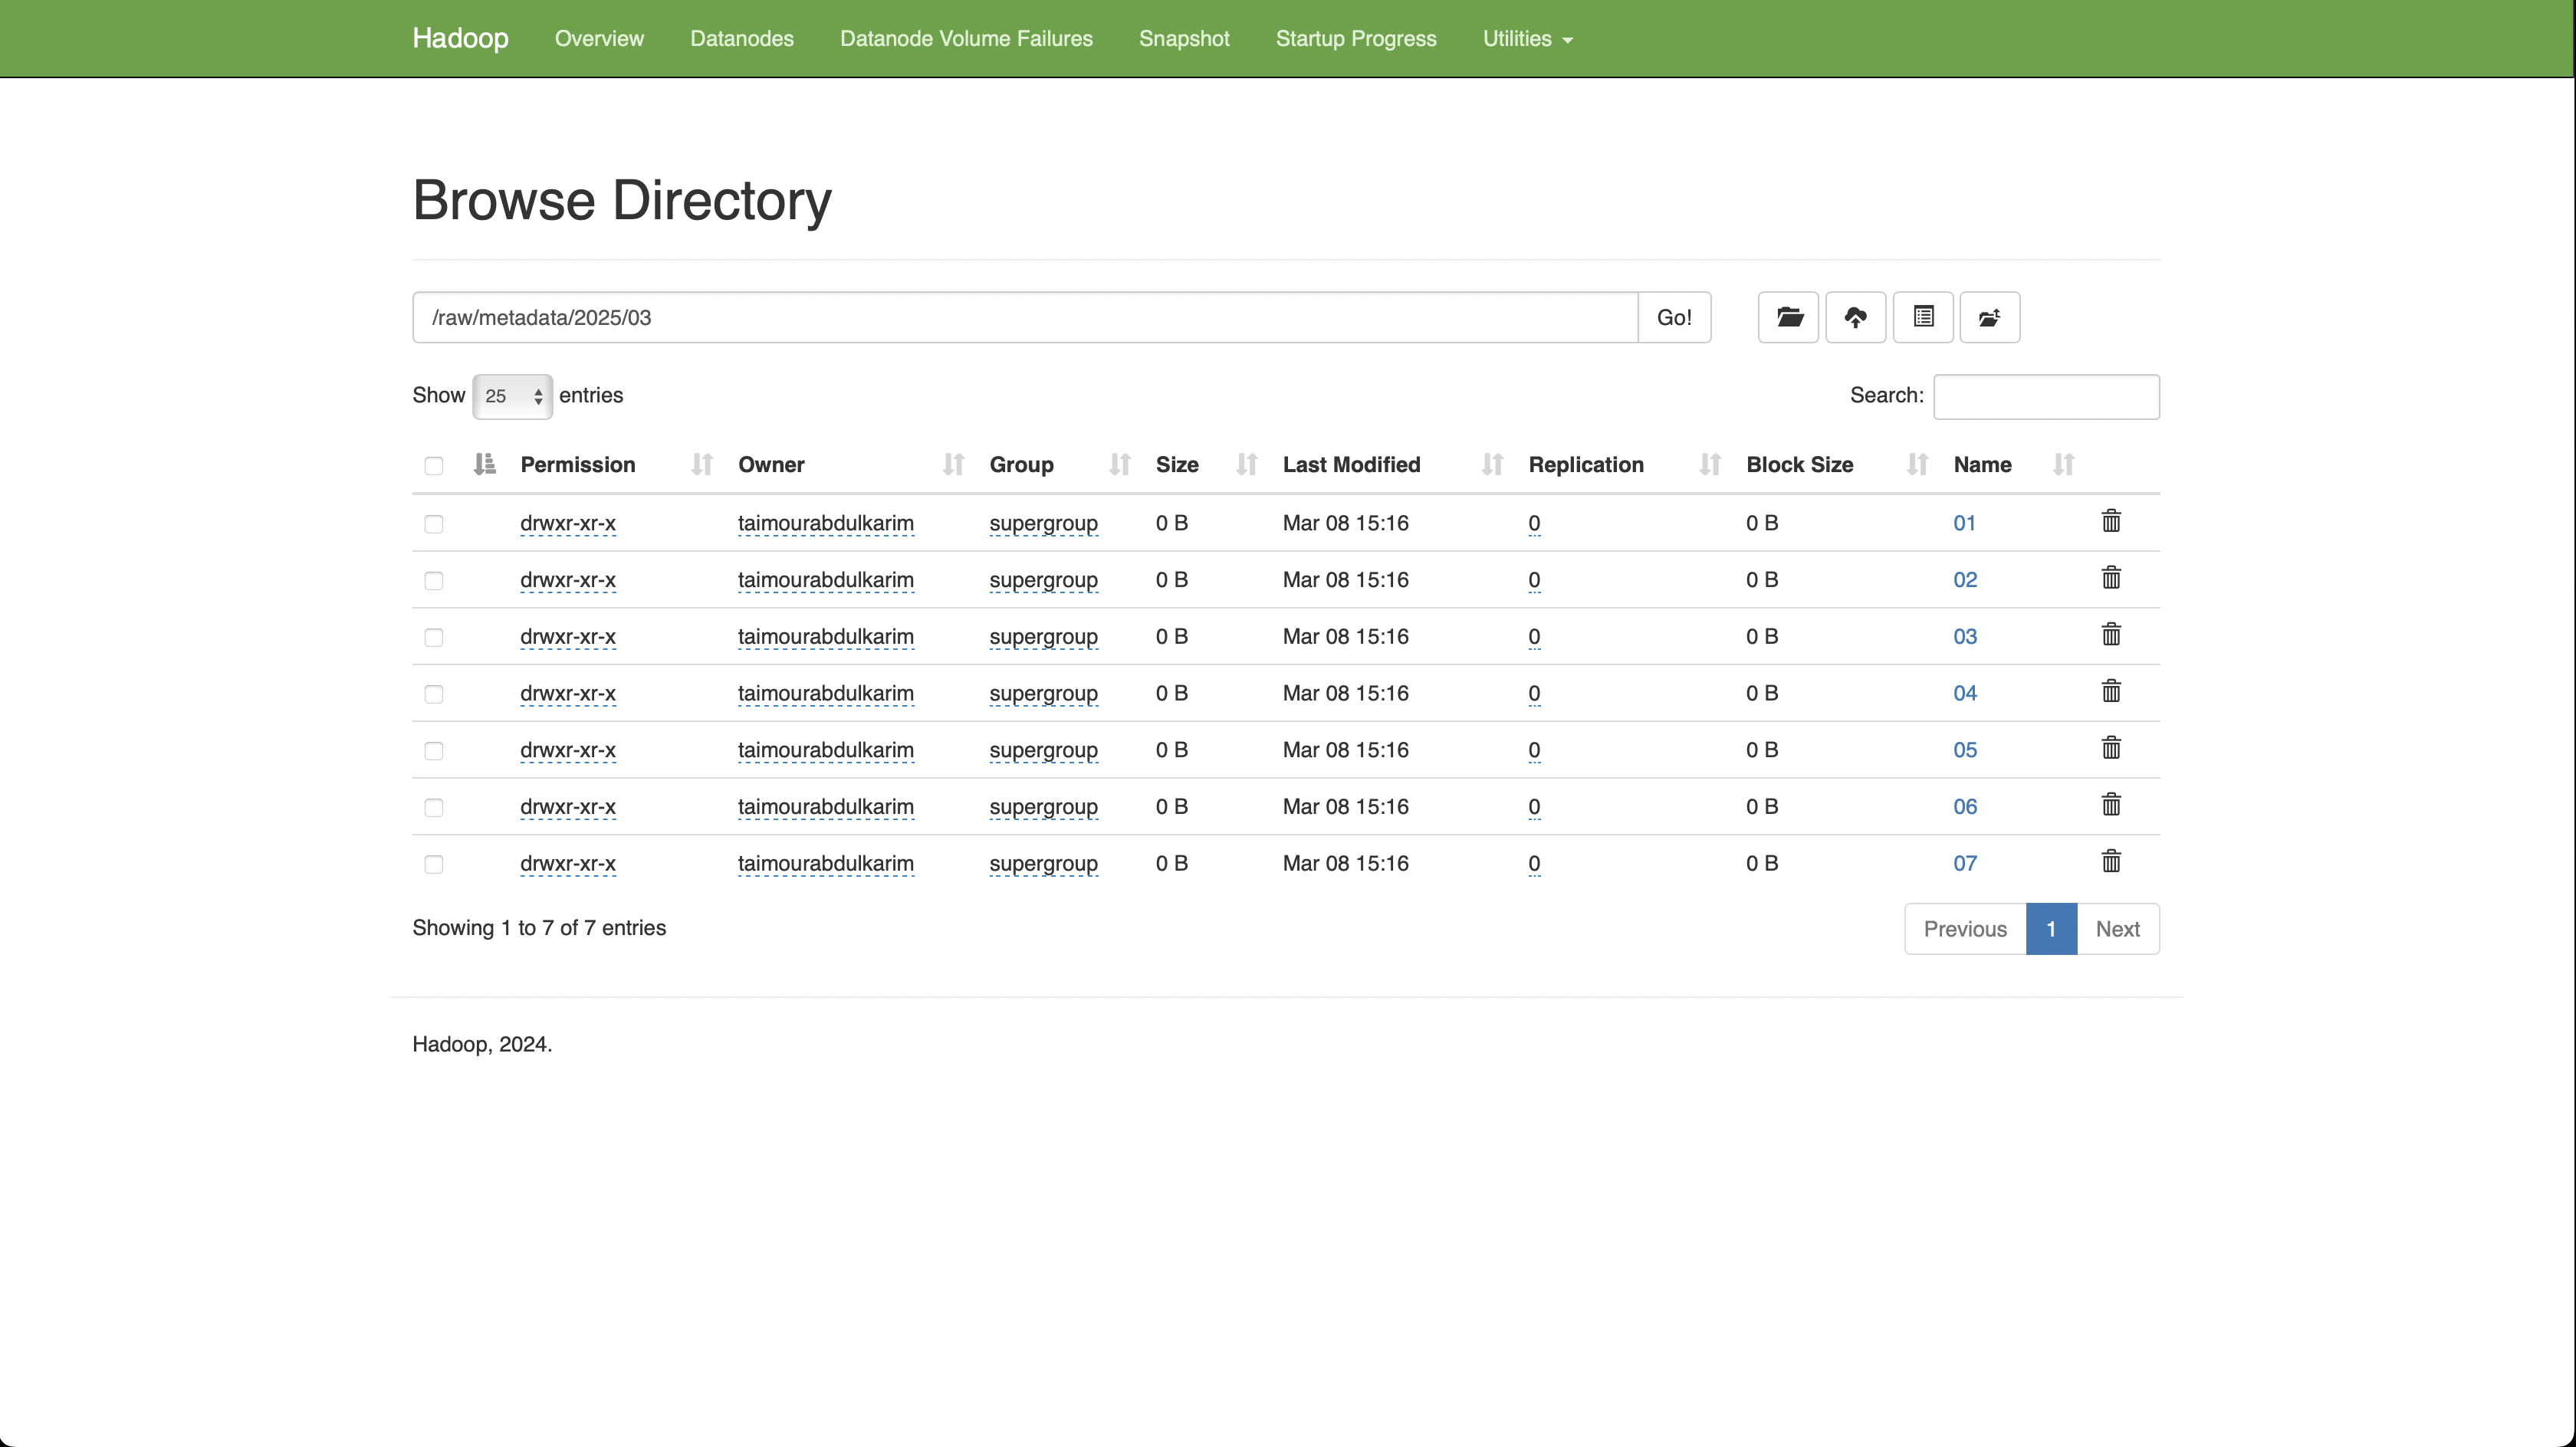 Hadoop Overview Datanodes Datanode Volume Failures Snapshot Startup Progress Utilities
Browse Directory
/raw/metadata/2025/03 Go!
Show 25 entries Search:
Permission Owner Group Size Last Modified Replication Block Size Name
drwxr-xr-x taimourabdulkarim supergroup 0 B Mar 08 15:16 0 0 B 01
drwxr-xr-x taimourabdulkarim supergroup 0 B Mar 08 15:16 0 0 B 02
drwxr-xr-x taimourabdulkarim supergroup 0 B Mar 08 15:16 0 0 B 03
drwxr-xr-x taimourabdulkarim supergroup 0 B Mar 08 15:16 0 0 B 04
drwxr-xr-x taimourabdulkarim supergroup 0 B Mar 08 15:16 0 0 B 05
drwxr-xr-x taimourabdulkarim supergroup 0 B Mar 08 15:16 0 0 B 06
drwxr-xr-x taimourabdulkarim supergroup 0 B Mar 08 15:16 0 0 B 07
Showing 1 to 7 of 7 entries Previous 1 Next
Hadoop, 2024.